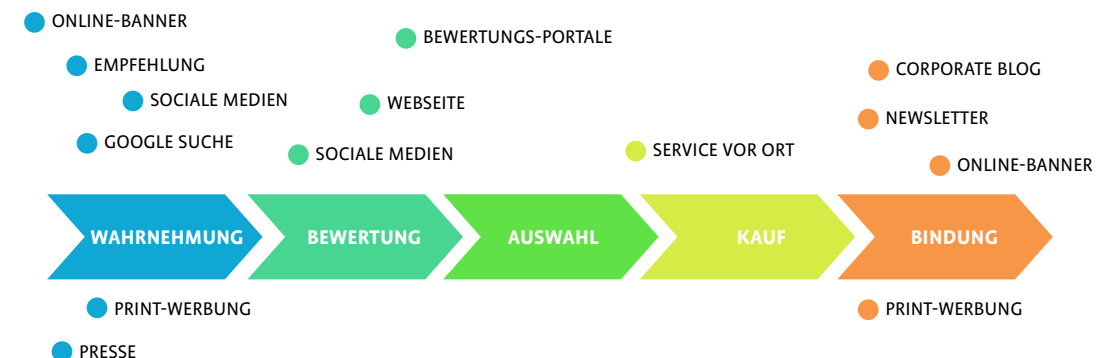 ONLINE-BANNER
BEWERTUNGS-PORTALE
EMPFEHLUNG
CORPORATE BLOG
SOCIALE MEDIEN
WEBSEITE
NEWSLETTER
GOOGLE SUCHE
SOCIALE MEDIEN
SERVICE VOR ORT
ONLINE-BANNER
WAHRNEHMUNG
BEWERTUNG
AUSWAHL
KAUF
BINDUNG
PRINT-WERBUNG
PRINT-WERBUNG
PRESSE